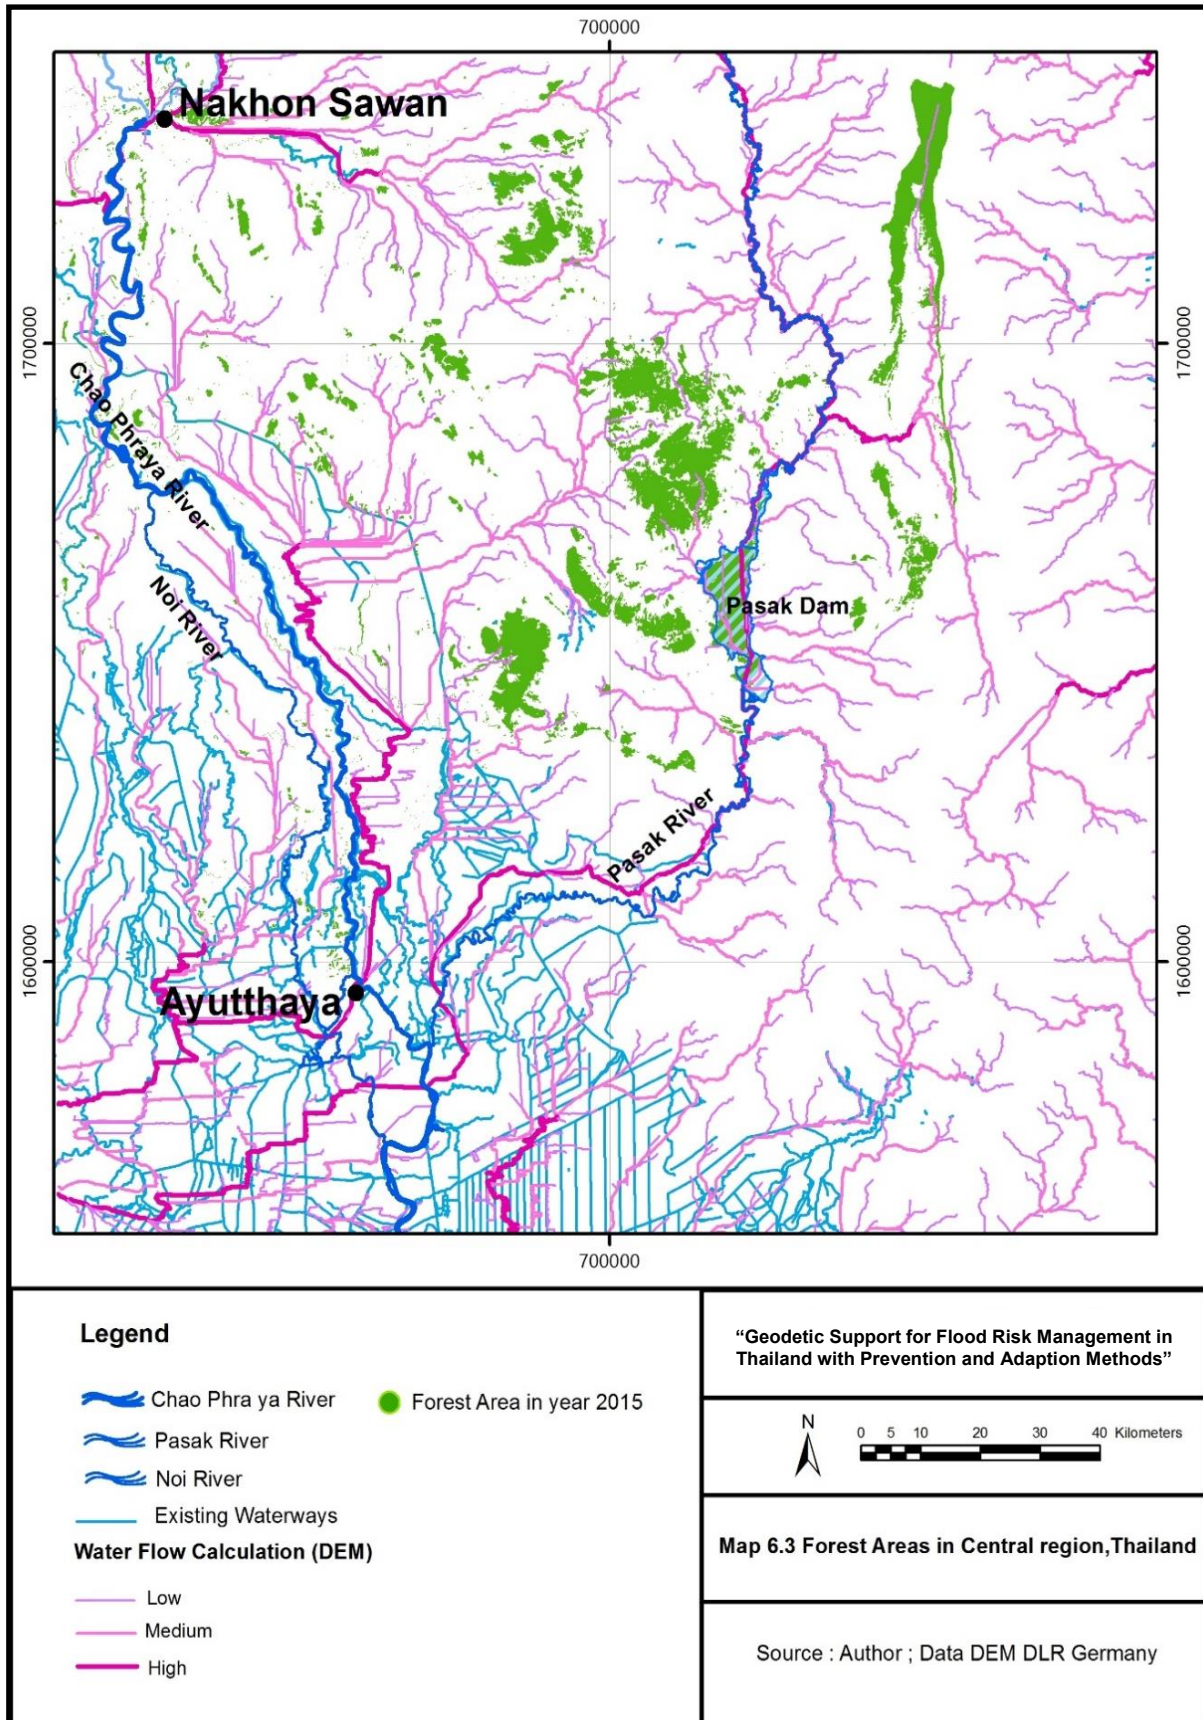 700000
Nakhon Sawan
1700000
1700000
Chao Phraya River
Noi River
Pasak Dam
Pasak River
1600000
1600000
Ayutthaya
700000
Legend
Chao Phra ya River
Forest Area in year 2015
Pasak River
Noi River
Existing Waterways
Water Flow Calculation (DEM)
Low
Medium
High
“Geodetic Support for Flood Risk Management in
Thailand with Prevention and Adaption Methods”
N
0 5 10 20 30 40 Kilometers
Map 6.3 Forest Areas in Central region,Thailand
Source : Author ; Data DEM DLR Germany